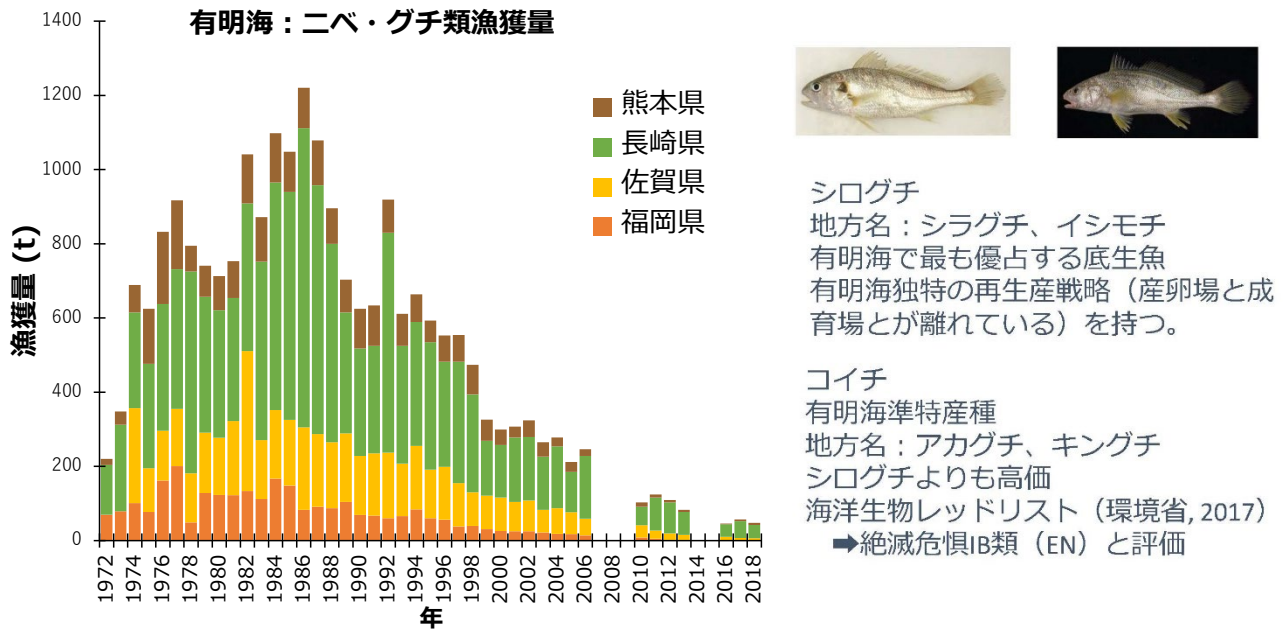 有明海：ニベ・グチ類漁獲量
漁獲量 (t)
1400
1200
1000
800
600
400
200
0
熊本県
長崎県
佐賀県
福岡県
1972
1974
1976
1978
1980
1982
1984
1986
1988
1990
1992
1994
1996
1998
2000
2002
2004
2006
2008
2010
2012
2014
2016
2018
年
シログチ
地方名：シラグチ、イシモチ
有明海で最も優占する底生魚
有明海独特の再生産戦略（産卵場と成
育場とが離れている）を持つ。
コイチ
有明海準特産種
地方名：アカグチ、キングチ
シログチよりも高価
海洋生物レッドリスト（環境省, 2017）
➡絶滅危惧IB類（EN）と評価